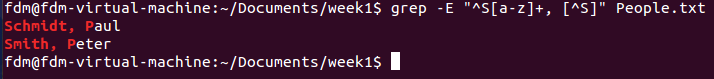 fdm@fdm-virtual-machine:~/Documents/week1$ grep -E "^S[a-z]+, [^S]" People.txt
Schmidt, Paul
Smith, Peter
fdm@fdm-virtual-machine:~/Documents/week1$